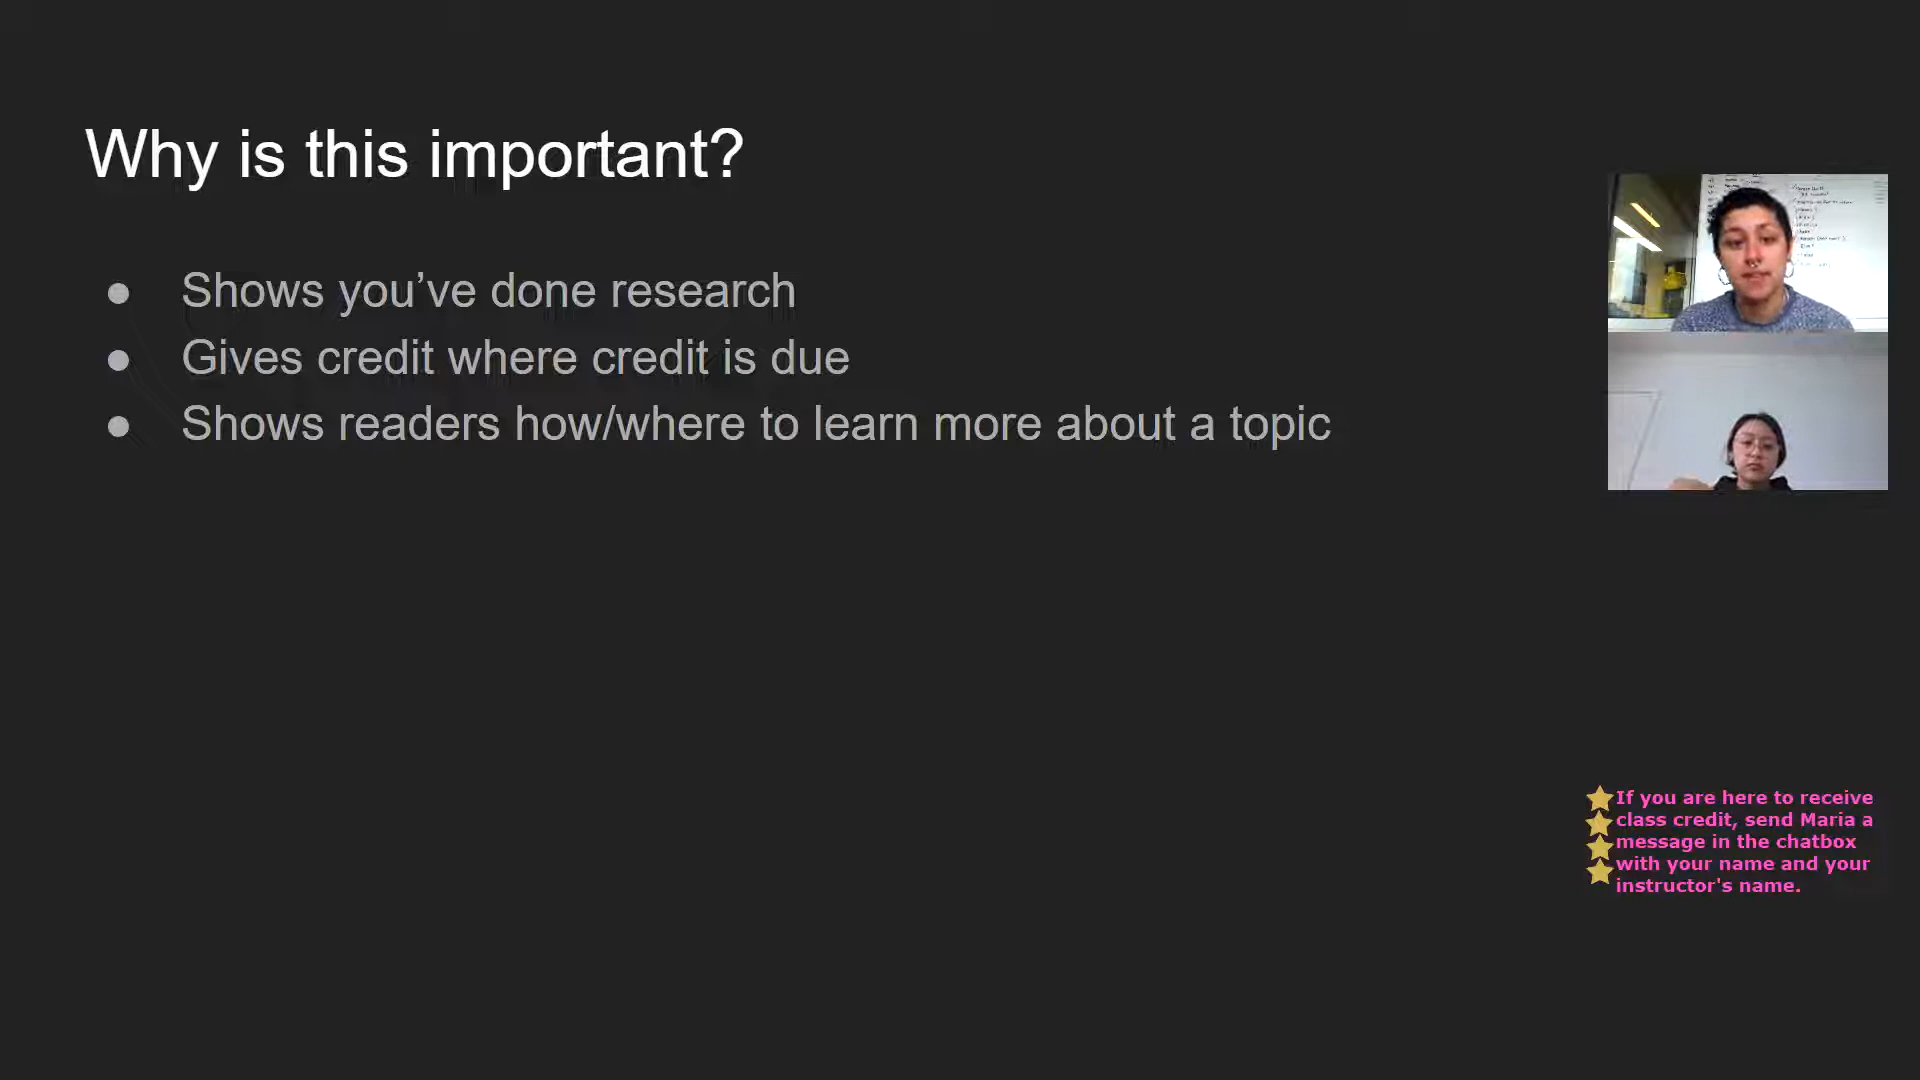 Why is this important?
● Shows you’ve done research
● Gives credit where credit is due
● Shows readers how/where to learn more about a topic
If you are here to receive
class credit, send Maria a
message in the chatbox
with your name and your
instructor's name.